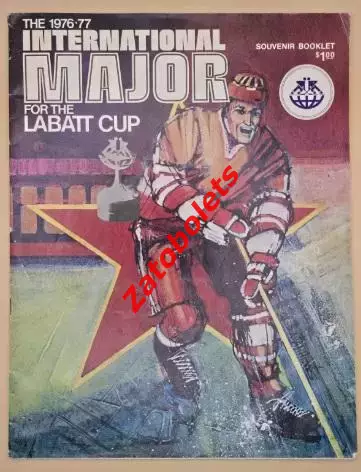 THE 1976-77
INTERNATIONAL
MAJOR
FOR THE
LABATT CUP
SOUVENIR BOOKLET
$1.00
Zatobolets